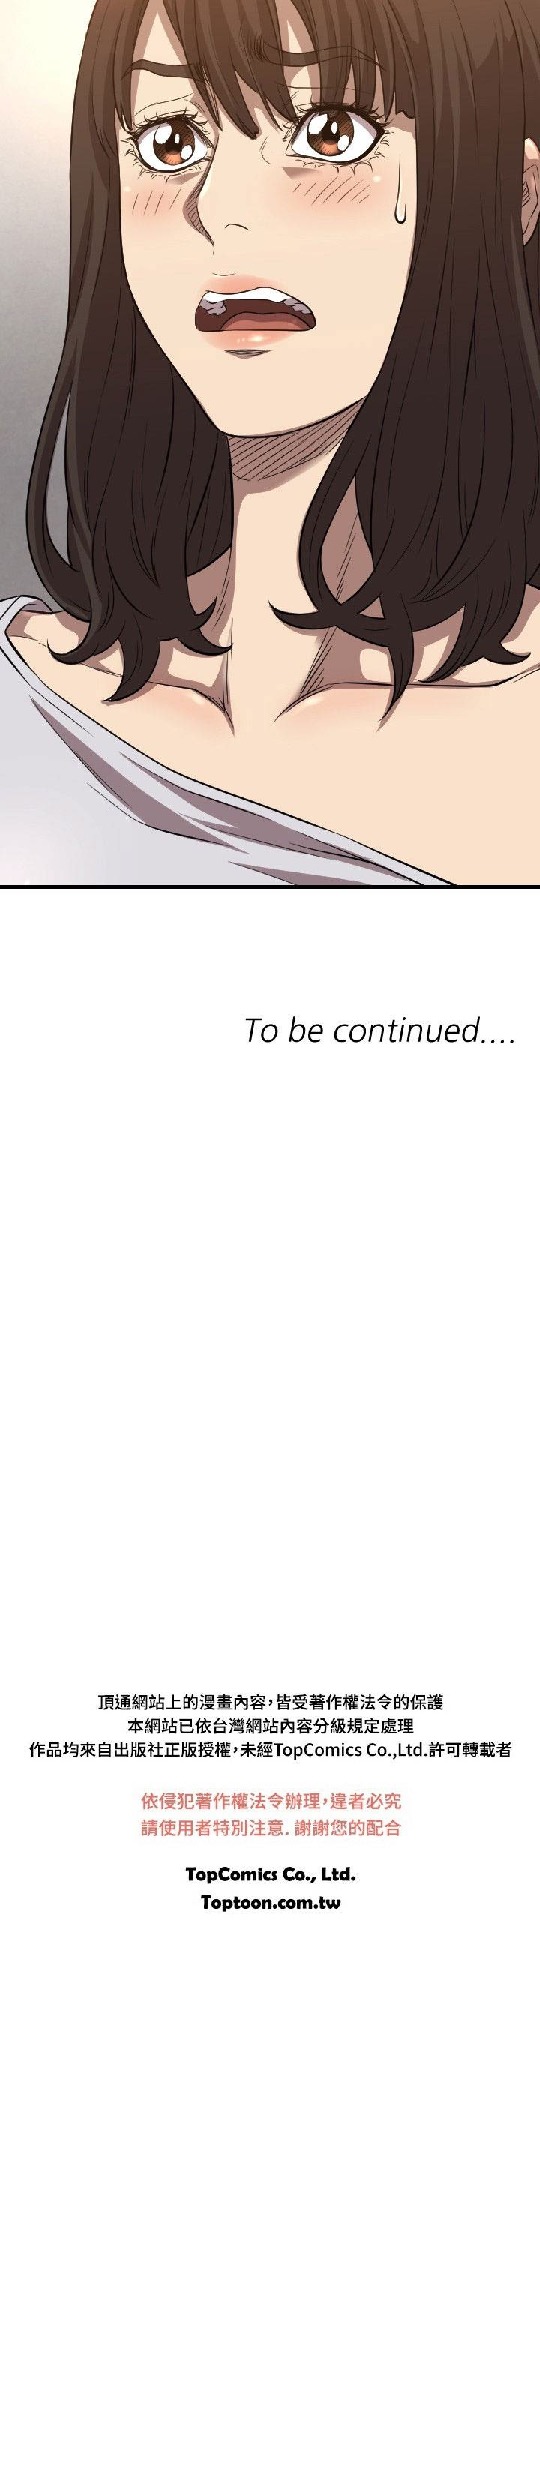 To be continued....
頂通網站上的漫畫內容,皆受著作權法令的保護
本網站已依台灣網站內容分級規定處理
作品均來自出版社正版授權,未經TopComics Co.,Ltd.許可轉載者
依侵犯著作權法令辦理,違者必究
請使用者特別注意. 謝謝您的配合
TopComics Co., Ltd.
Toptoon.com.tw